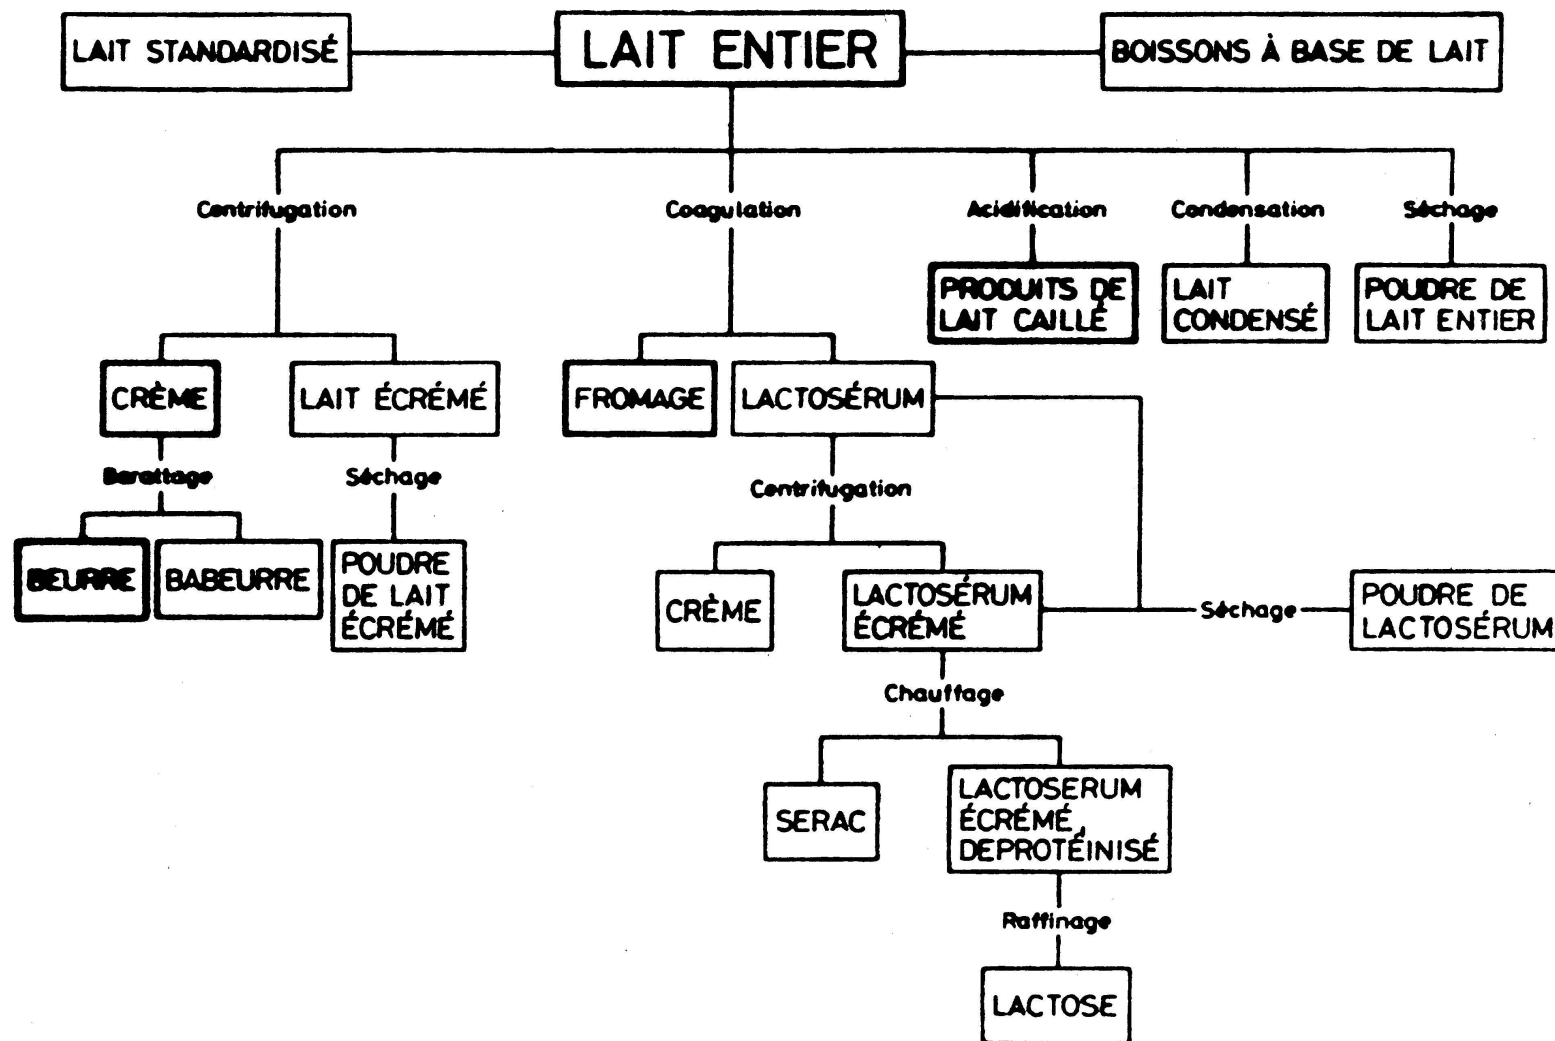 LAIT STANDARDISÉ
LAIT ENTIER
BOISSONS À BASE DE LAIT
Centrifugation
Coagulation
Acidification
Condensation
Séchage
PRODUITS DE
LAIT CAILLÉ
LAIT
CONDENSÉ
POUDRE DE
LAIT ENTIER
CRÈME
LAIT ÉCRÉMÉ
FROMAGE
LACTOSÉRUM
Barattage
Séchage
Centrifugation
BEURRE
BABEURRE
POUDRE
DE LAIT
ÉCRÉMÉ
CRÈME
LACTOSÉRUM
ÉCRÉMÉ
Séchage
POUDRE DE
LACTOSÉRUM
Chauffage
SERAC
LACTOSERUM
ÉCRÉMÉ
DEPROTÉINISÉ
Raffinage
LACTOSE